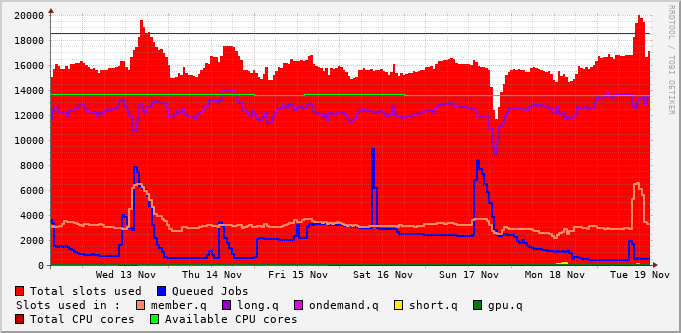 20000
18000
16000
14000
12000
10000
8000
6000
4000
2000
0
Wed 13 Nov Thu 14 Nov Fri 15 Nov Sat 16 Nov Sun 17 Nov Mon 18 Nov Tue 19 Nov
RRDTOOL / TOBI OETIKER
Total slots used Queued Jobs
Slots used in : member.q long.q ondemand.q short.q gpu.q
Total CPU cores Available CPU cores